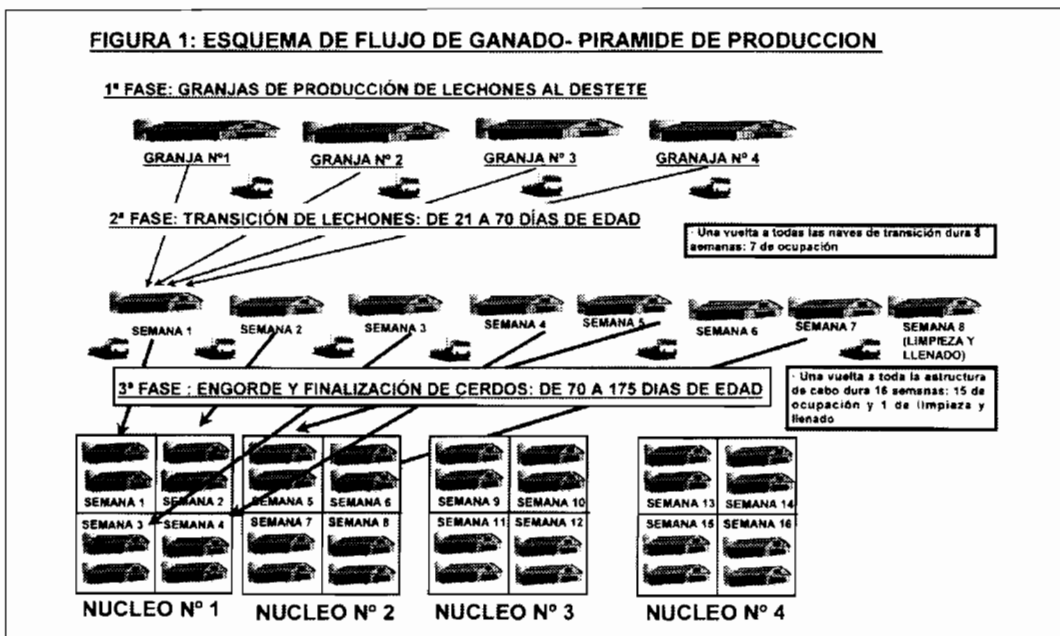 FIGURA 1: ESQUEMA DE FLUJO DE GANADO- PIRAMIDE DE PRODUCCION
1ª FASE: GRANJAS DE PRODUCCIÓN DE LECHONES AL DESTETE
GRANJA Nº1
GRANJA Nº 2
GRANJA Nº 3
GRANAJA Nº 4
2ª FASE: TRANSICIÓN DE LECHONES: DE 21 A 70 DÍAS DE EDAD
· Una vuelta a todas las naves de transición dura 8
semanas: 7 de ocupación
SEMANA 1
SEMANA 2
SEMANA 3
SEMANA 4
SEMANA 5
SEMANA 6
SEMANA 7
SEMANA 8
(LIMPIEZA Y
LLENADO)
3ª FASE : ENGORDE Y FINALIZACIÓN DE CERDOS: DE 70 A 175 DIAS DE EDAD
· Una vuelta a toda la estructura
de cebo dura 16 semanas: 15 de
ocupación y 1 de limpieza y
llenado
SEMANA 1
SEMANA 2
SEMANA 5
SEMANA 6
SEMANA 9
SEMANA 10
SEMANA 13
SEMANA 14
SEMANA 3
SEMANA 4
SEMANA 7
SEMANA 8
SEMANA 11
SEMANA 12
SEMANA 15
SEMANA 16
NUCLEO Nº 1
NUCLEO Nº 2
NUCLEO Nº 3
NUCLEO Nº 4